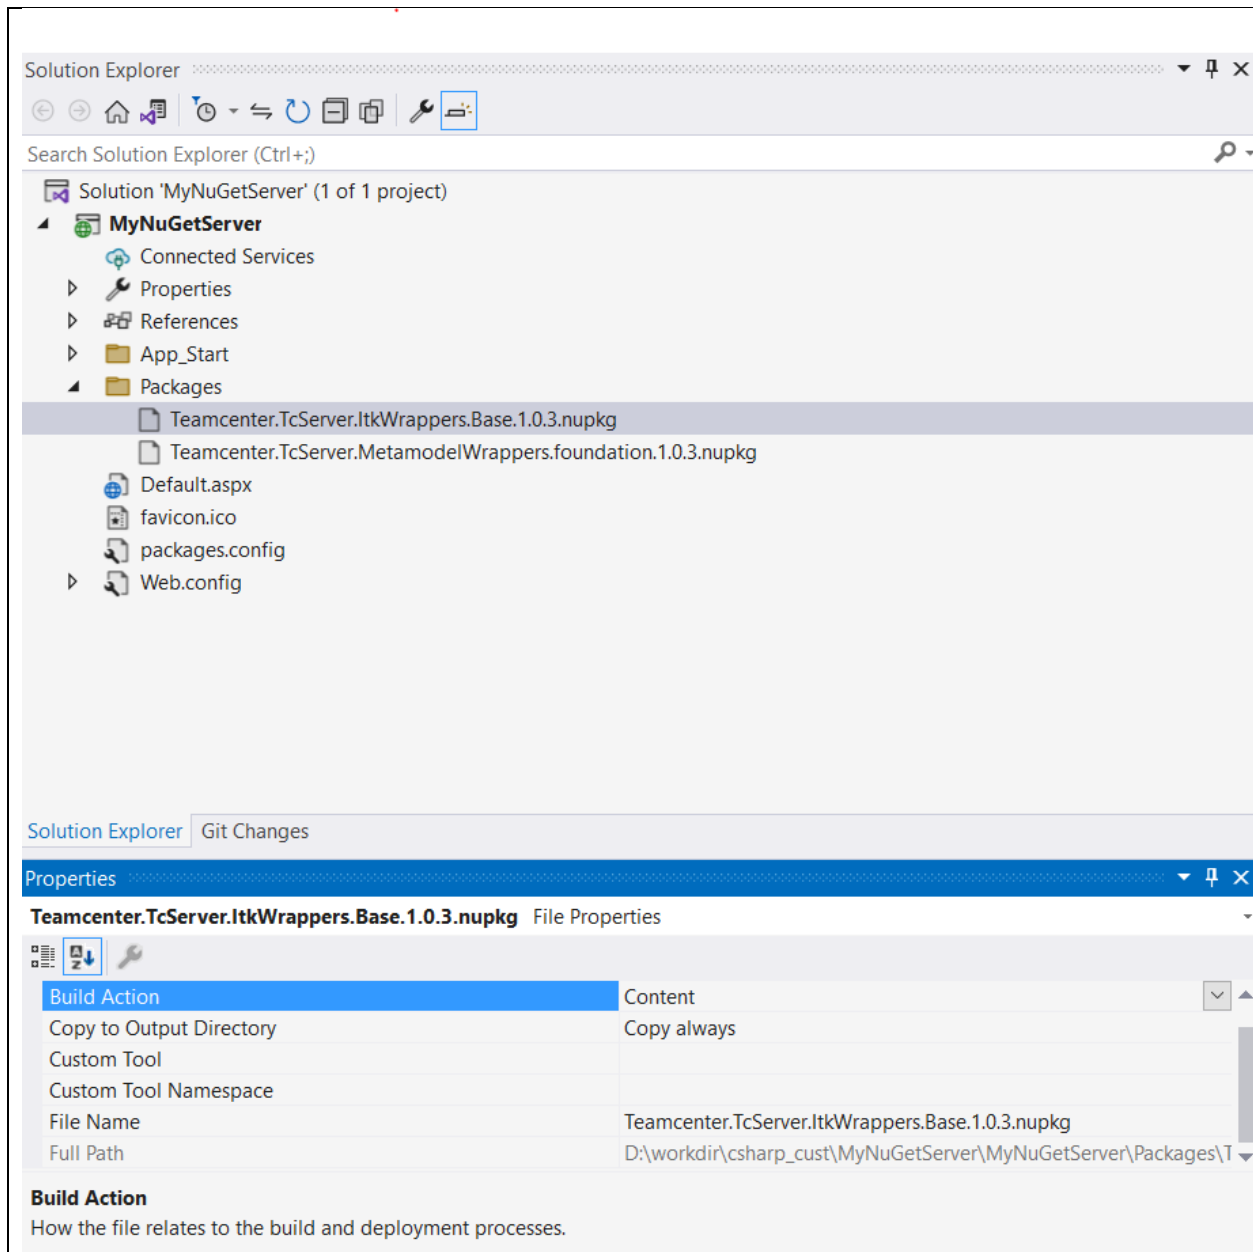 Solution Explorer
Search Solution Explorer (Ctrl+;)
Solution 'MyNuGetServer' (1 of 1 project)
MyNuGetServer
Connected Services
Properties
References
App_Start
Packages
Teamcenter.TcServer.ItkWrappers.Base.1.0.3.nupkg
Teamcenter.TcServer.MetamodelWrappers.foundation.1.0.3.nupkg
Default.aspx
favicon.ico
packages.config
Web.config
Solution Explorer Git Changes
Properties
Teamcenter.TcServer.ItkWrappers.Base.1.0.3.nupkg File Properties
Build Action Content
Copy to Output Directory Copy always
Custom Tool
Custom Tool Namespace
File Name Teamcenter.TcServer.ItkWrappers.Base.1.0.3.nupkg
Full Path D:\workdir\csharp_cust\MyNuGetServer\MyNuGetServer\Packages\T
Build Action
How the file relates to the build and deployment processes.